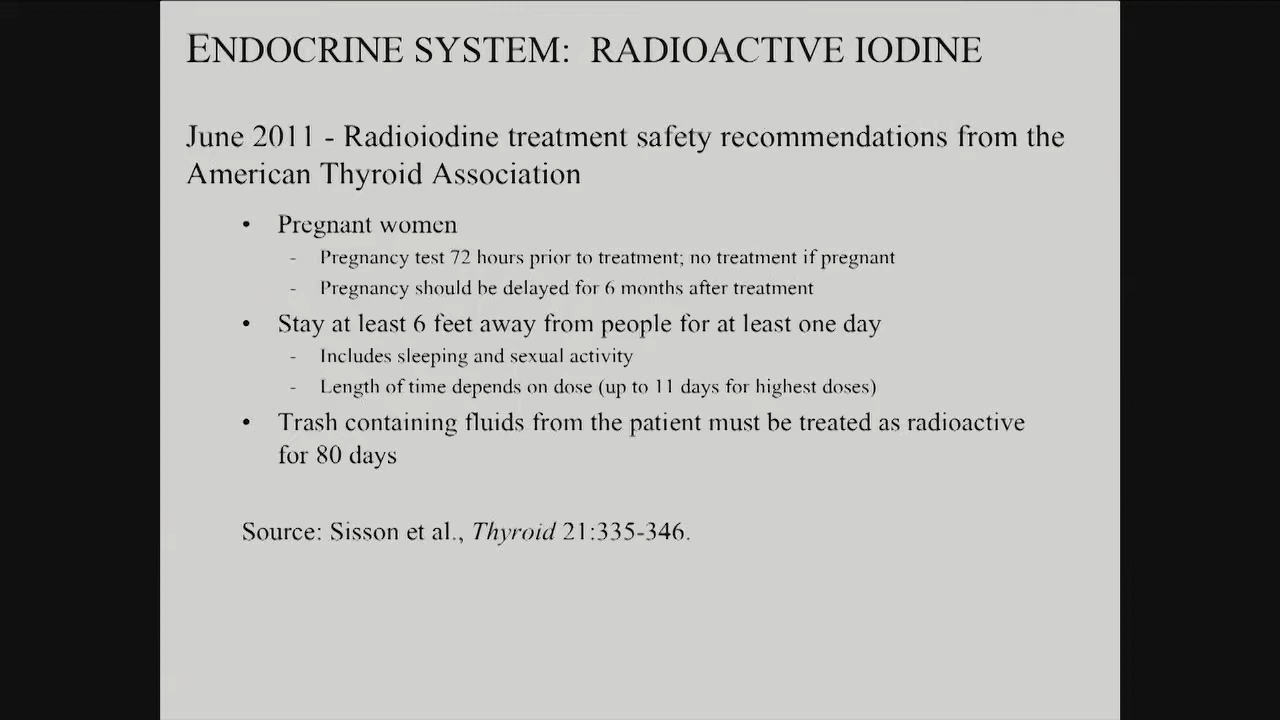 ENDOCRINE SYSTEM: RADIOACTIVE IODINE
June 2011 - Radioiodine treatment safety recommendations from the
American Thyroid Association
• Pregnant women
- Pregnancy test 72 hours prior to treatment; no treatment if pregnant
- Pregnancy should be delayed for 6 months after treatment
• Stay at least 6 feet away from people for at least one day
- Includes sleeping and sexual activity
- Length of time depends on dose (up to 11 days for highest doses)
• Trash containing fluids from the patient must be treated as radioactive
for 80 days
Source: Sisson et al., Thyroid 21:335-346.